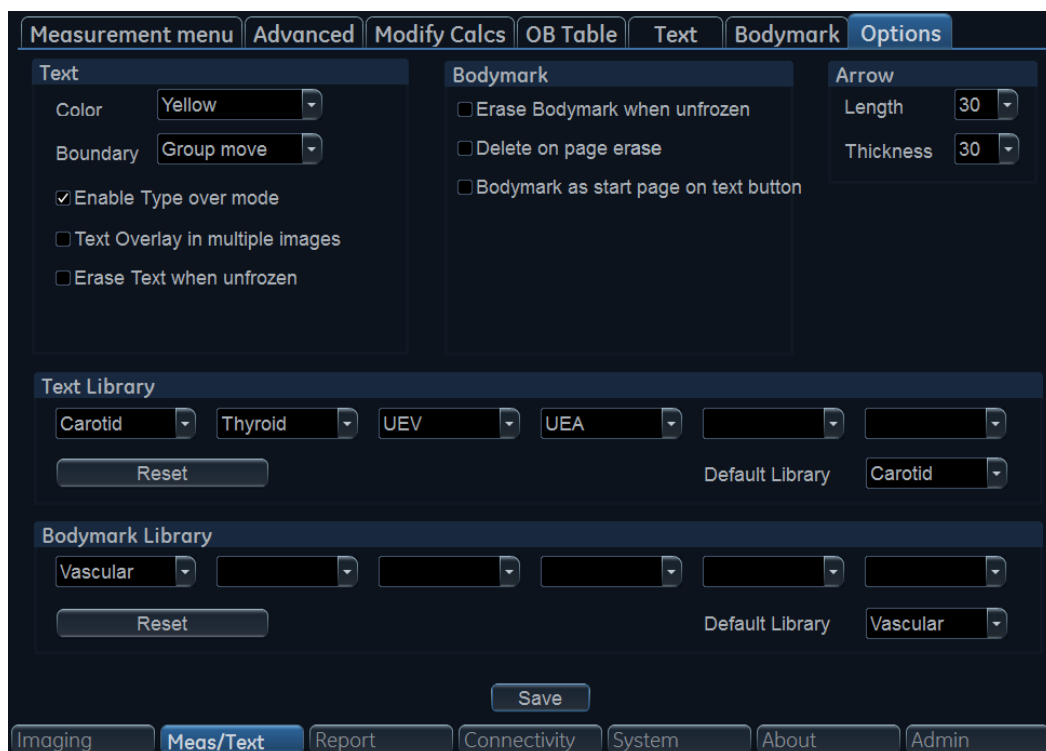 Measurement menu Advanced Modify Calcs OB Table Text Bodymark Options
Text
Color Yellow
Boundary Group move
Enable Type over mode
Text Overlay in multiple images
Erase Text when unfrozen
Bodymark
Erase Bodymark when unfrozen
Delete on page erase
Bodymark as start page on text button
Arrow
Length 30
Thickness 30
Text Library
Carotid Thyroid UEV UEA
Reset Default Library Carotid
Bodymark Library
Vascular
Reset Default Library Vascular
Save
Imaging Meas/Text Report Connectivity System About Admin